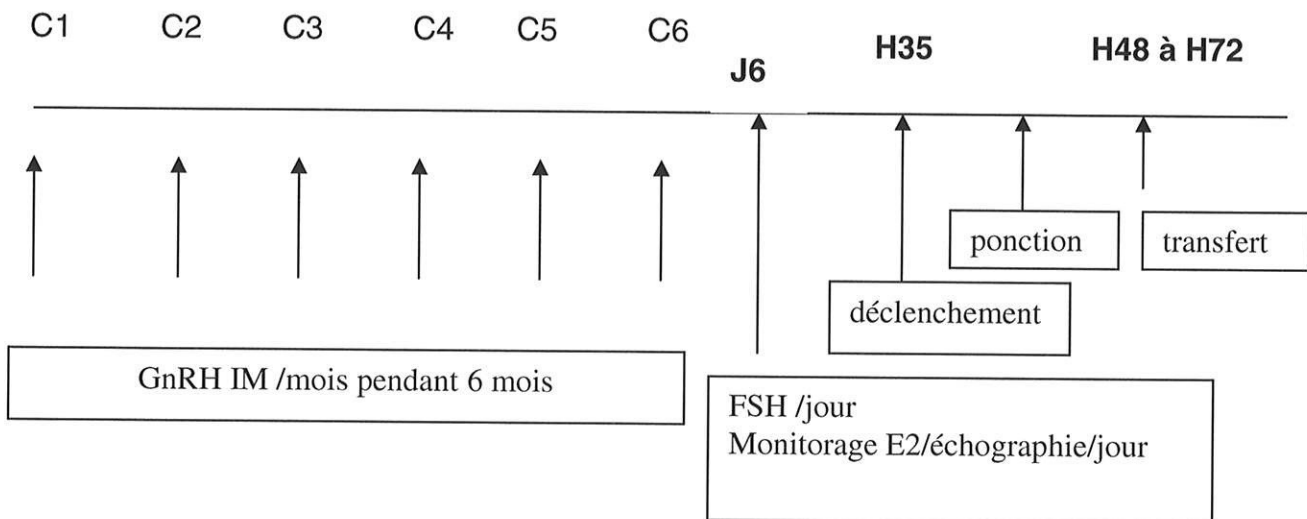 C1 C2 C3 C4 C5 C6
J6
H35
H48 à H72
ponction
transfert
déclenchement
GnRH IM /mois pendant 6 mois
FSH /jour
Monitorage E2/échographie/jour